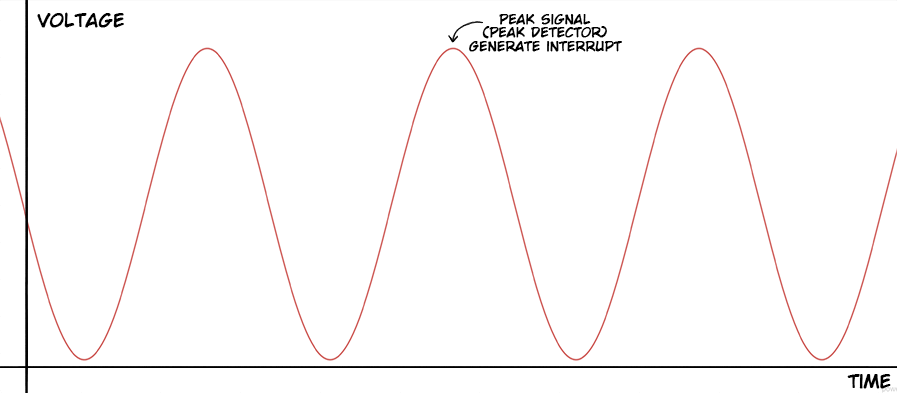 VOLTAGE
PEAK SIGNAL
(PEAK DETECTOR)
GENERATE INTERRUPT
TIME